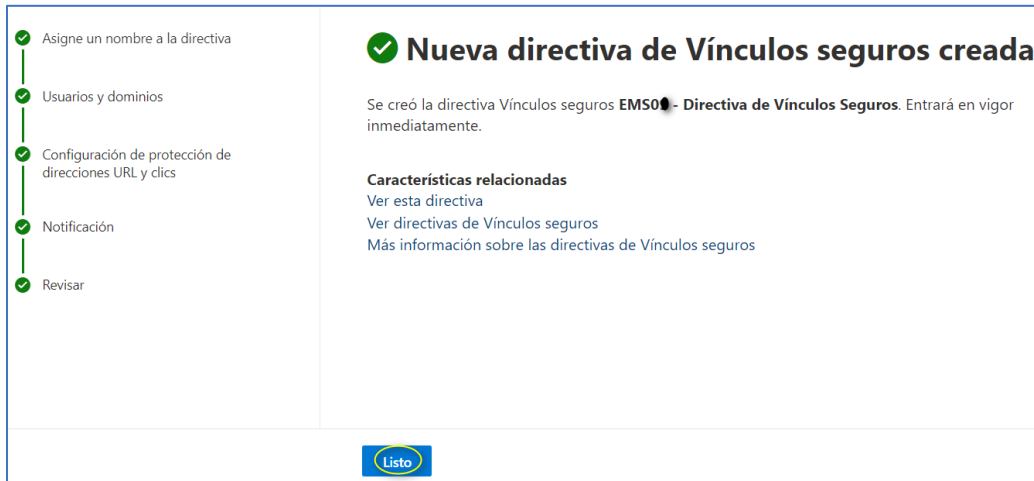 Asigne un nombre a la directiva
Usuarios y dominios
Configuración de protección de
direcciones URL y clics
Notificación
Revisar
Nueva directiva de Vínculos seguros creada
Se creó la directiva Vínculos seguros - Directiva de Vínculos Seguros. Entrará en vigor
inmediatamente.
Características relacionadas
Ver esta directiva
Ver directivas de Vínculos seguros
Más información sobre las directivas de Vínculos seguros
Listo